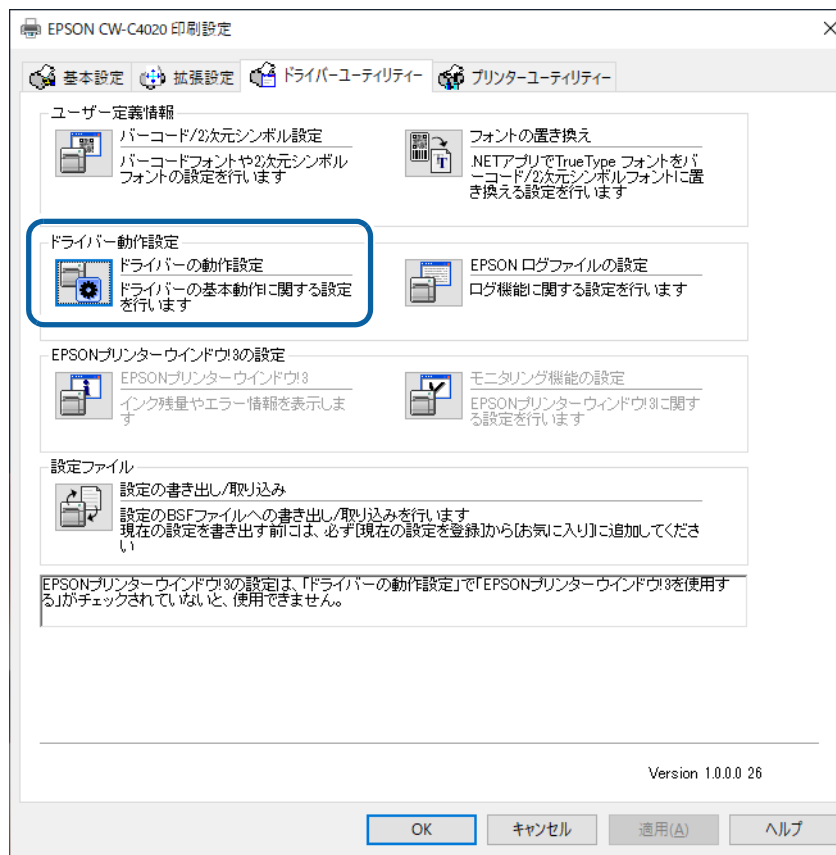 EPSON CW-C4020 印刷設定
基本設定 拡張設定 ドライバーユーティリティー プリンターユーティリティー
ユーザー定義情報
バーコード/2次元シンボル設定
バーコードフォントや2次元シンボル
フォントの設定を行います
フォントの置き換え
.NETアプリでTrueType フォントをバ
ーコード/2次元シンボルフォントに置
き換える設定を行います
ドライバー動作設定
ドライバーの動作設定
ドライバーの基本動作に関する設定
を行います
EPSON ログファイルの設定
ログ機能に関する設定を行います
EPSONプリンターウインドウ!3の設定
EPSONプリンターウインドウ!3
インク残量やエラー情報を表示しま
す
モニタリング機能の設定
EPSONプリンターウィンドウ!3に関す
る設定を行います
設定ファイル
設定の書き出し/取り込み
設定のBSFファイルへの書き出し/取り込みを行います
現在の設定を書き出す前には、必ず[現在の設定を登録]から[お気に入り]に追加してくださ
い
EPSONプリンターウインドウ!3の設定は、「ドライバーの動作設定」で「EPSONプリンターウインドウ!3を使用す
る」がチェックされていないと、使用できません。
Version 1.0.0.0 26
OK キャンセル 適用(A) ヘルプ